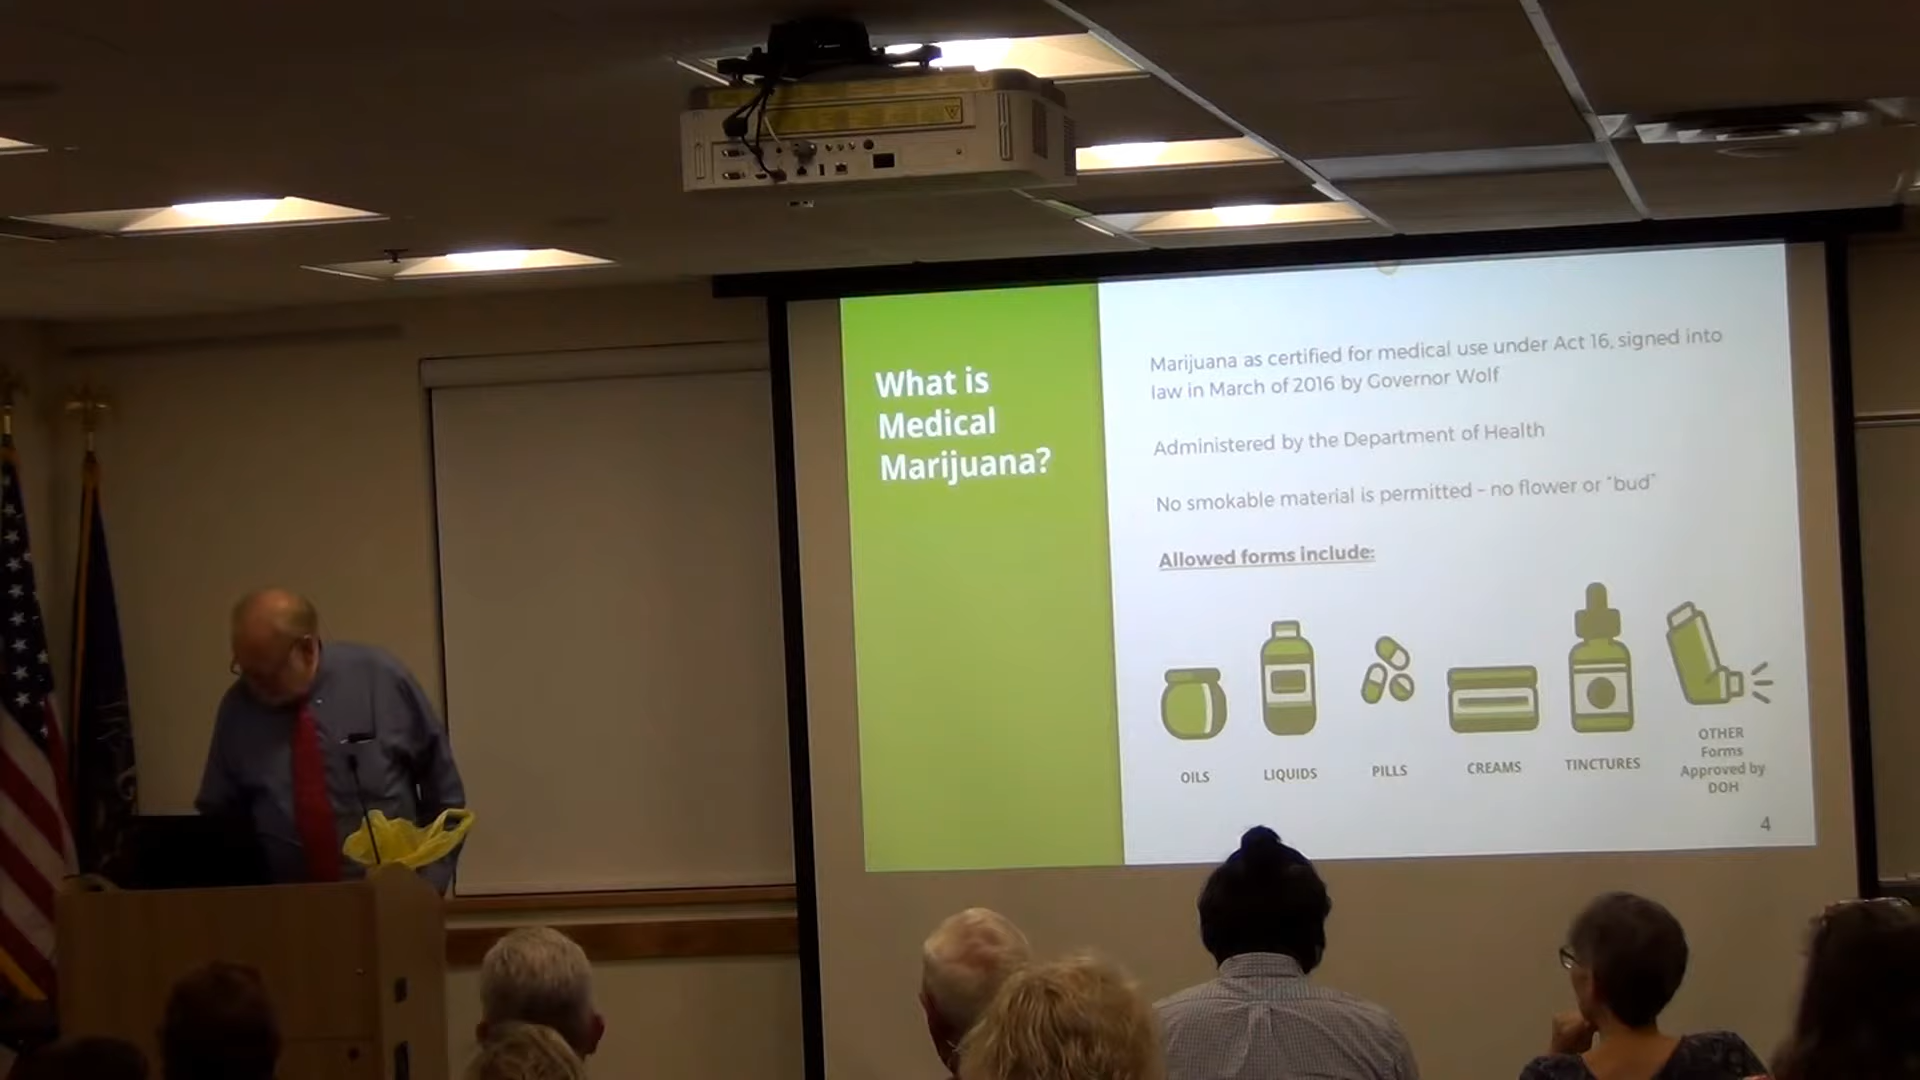 What is
Medical
Marijuana?
Marijuana as certified for medical use under Act 16, signed into
law in March of 2016 by Governor Wolf
Administered by the Department of Health
No smokable material is permitted – no flower or "bud"
Allowed forms include:
OILS
LIQUIDS
PILLS
CREAMS
TINCTURES
OTHER
Forms
Approved by
DOH
4